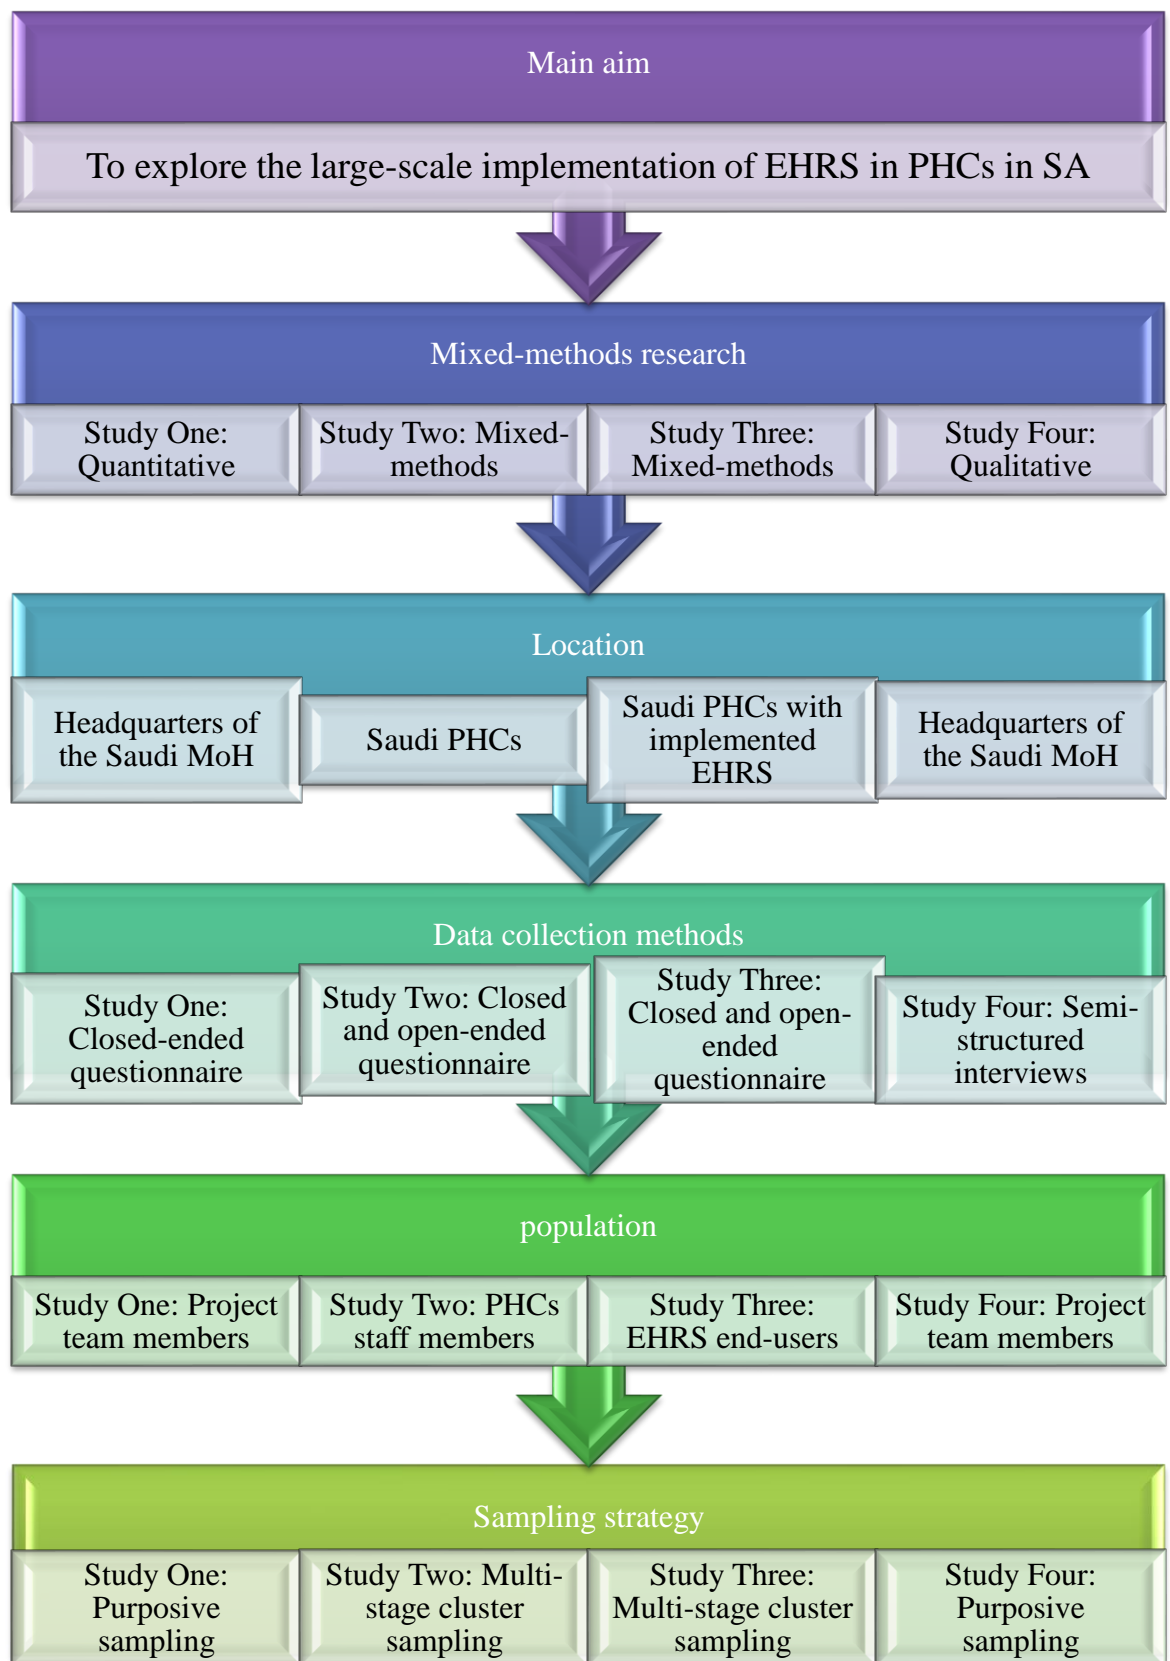 Main aim
To explore the large-scale implementation of EHRS in PHCs in SA
Mixed-methods research
Study One:
Quantitative
Study Two: Mixed-
methods
Study Three:
Mixed-methods
Study Four:
Qualitative
Location
Headquarters of
the Saudi MoH
Saudi PHCs
Saudi PHCs with
implemented
EHRS
Headquarters of
the Saudi MoH
Data collection methods
Study One:
Closed-ended
questionnaire
Study Two: Closed
and open-ended
questionnaire
Study Three:
Closed and open-
ended
questionnaire
Study Four: Semi-
structured
interviews
population
Study One: Project
team members
Study Two: PHCs
staff members
Study Three:
EHRS end-users
Study Four: Project
team members
Sampling strategy
Study One:
Purposive
sampling
Study Two: Multi-
stage cluster
sampling
Study Three:
Multi-stage cluster
sampling
Study Four:
Purposive
sampling